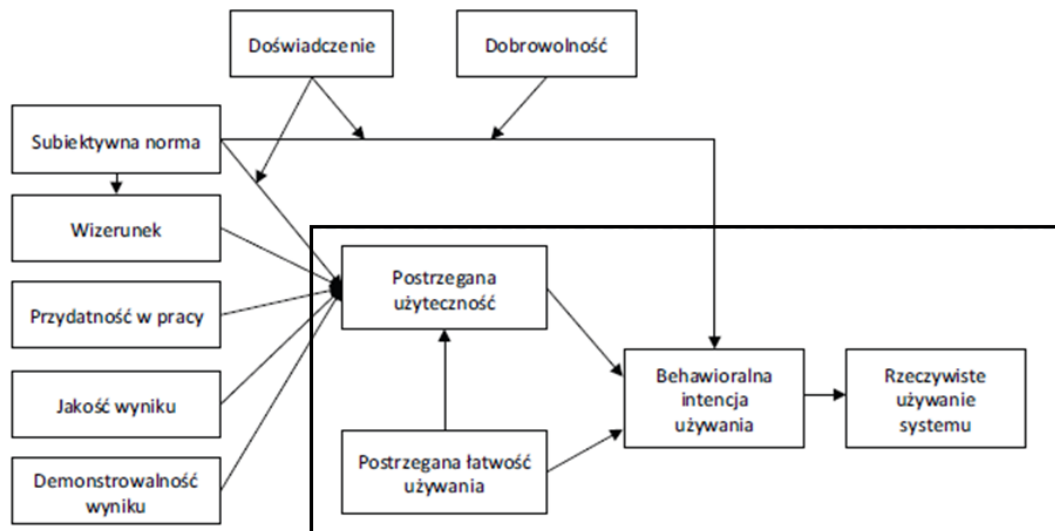 Doświadczenie
Dobrowolność
Subiektywna norma
Wizerunek
Przydatność w pracy
Jakość wyniku
Demonstrowalność
wyniku
Postrzegana
użyteczność
Postrzegana łatwość
używania
Behawioralna
intencja
używania
Rzeczywiste
używanie
systemu